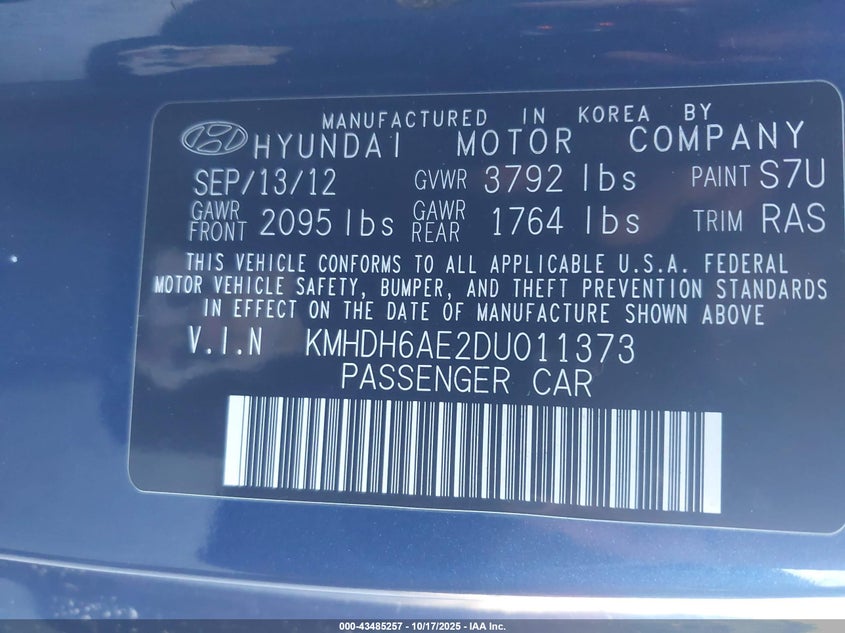 MANUFACTURED IN KOREA BY
HYUNDAI MOTOR COMPANY
SEP/13/12 GVWR 3792 lbs PAINT S7U
GAWR FRONT 2095 lbs GAWR REAR 1764 lbs TRIM RAS
THIS VEHICLE CONFORMS TO ALL APPLICABLE U.S.A. FEDERAL
MOTOR VEHICLE SAFETY, BUMPER, AND THEFT PREVENTION STANDARDS
IN EFFECT ON THE DATE OF MANUFACTURE SHOWN ABOVE
V.I.N KMHDH6AE2DU011373
PASSENGER CAR
000-43485257 - 10/17/2025 - IAA Inc.